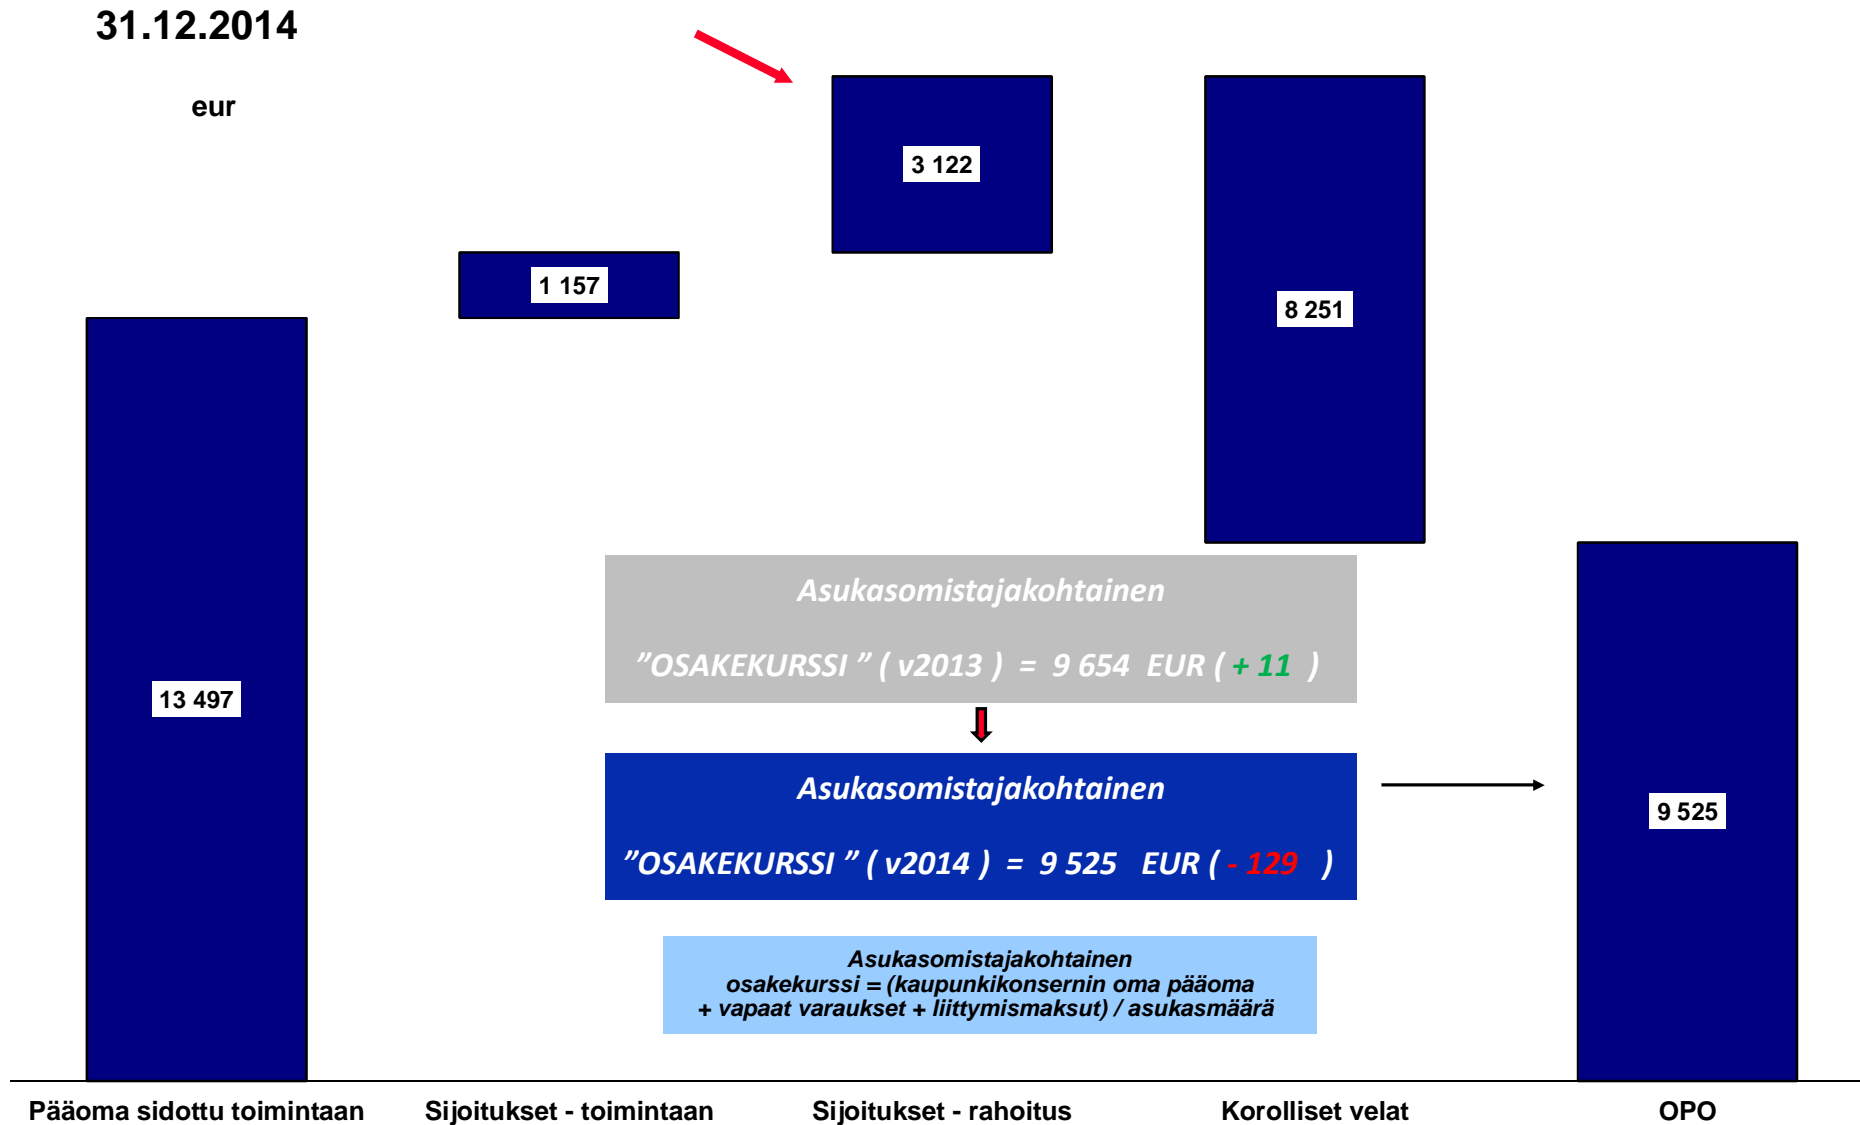 31.12.2014
eur
3 122
1 157
8 251
13 497
Asukasomistajakohtainen
”OSAKEKURSSI ” ( v2013 ) = 9 654 EUR ( + 11 )
Asukasomistajakohtainen
”OSAKEKURSSI ” ( v2014 ) = 9 525 EUR ( - 129 )
9 525
Asukasomistajakohtainen
osakekurssi = (kaupunkikonsernin oma pääoma
+ vapaat varaukset + liittymismaksut) / asukasmäärä
Pääoma sidottu toimintaan
Sijoitukset - toimintaan
Sijoitukset - rahoitus
Korolliset velat
OPO